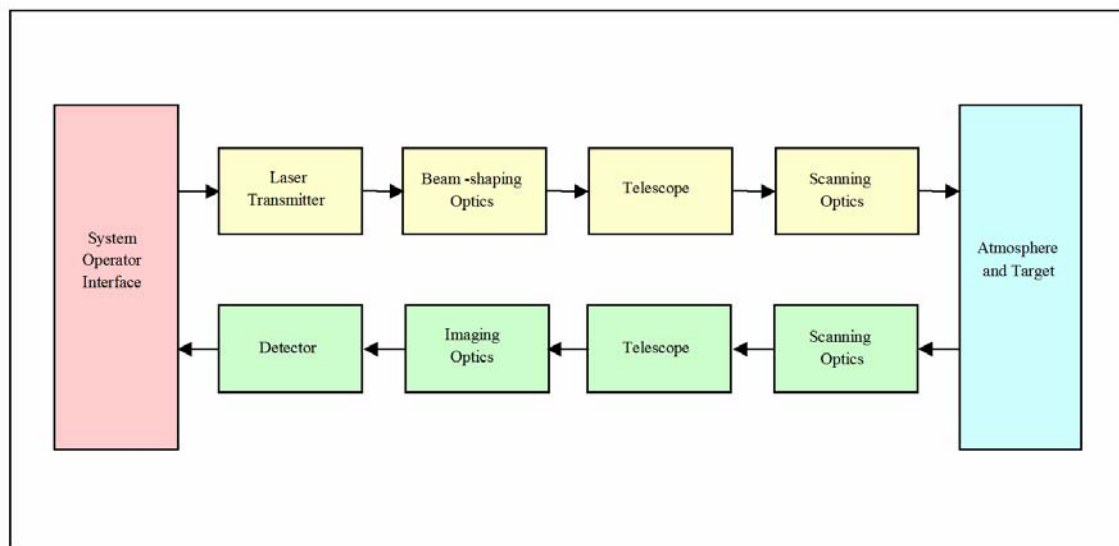 System
Operator
Interface
Laser
Transmitter
Beam -shaping
Optics
Telescope
Scanning
Optics
Atmosphere
and Target
Detector
Imaging
Optics
Telescope
Scanning
Optics